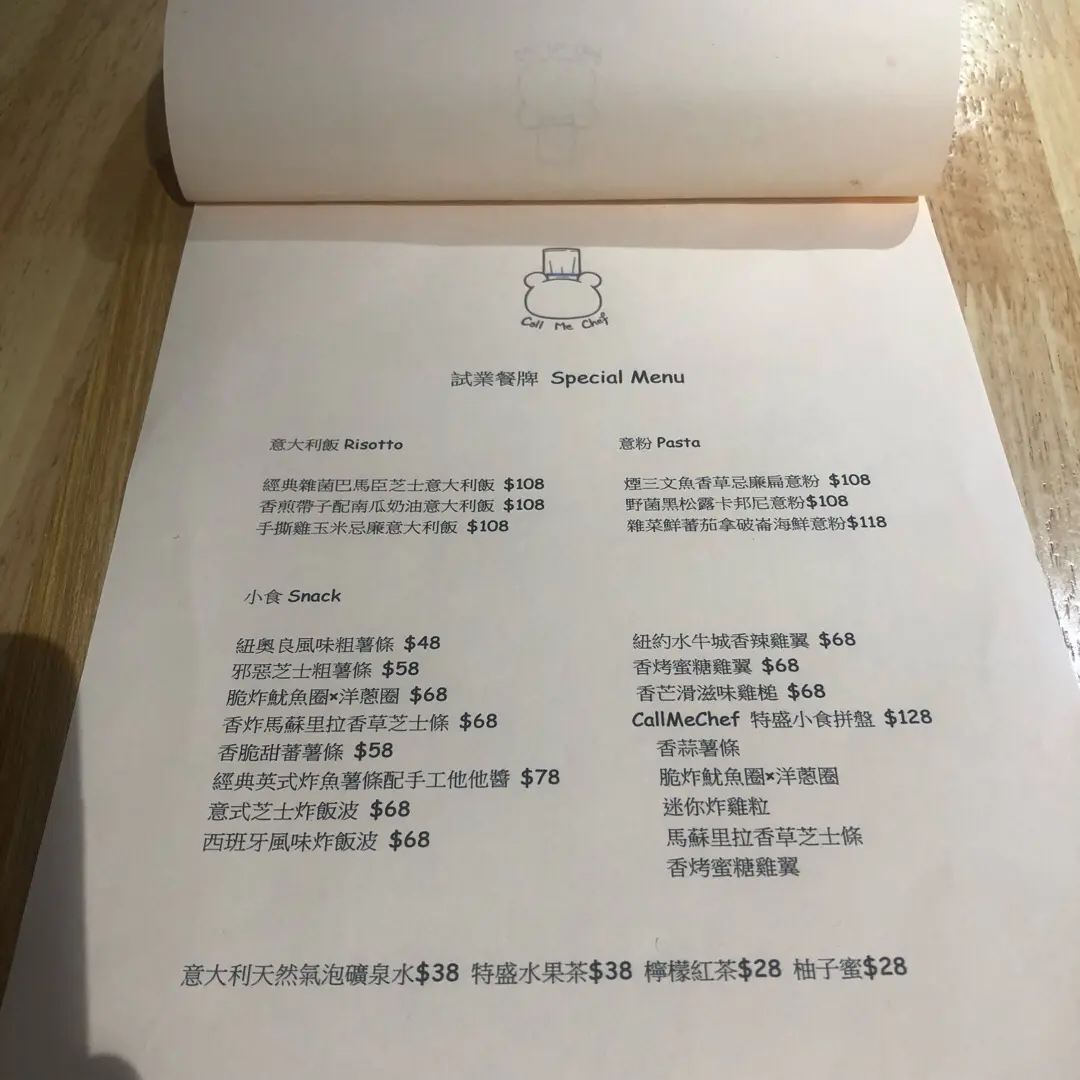 Call Me Chef
試業餐牌 Special Menu
意大利飯 Risotto
經典雜菌巴馬臣芝士意大利飯 $108
香煎帶子配南瓜奶油意大利飯 $108
手撕雞玉米忌廉意大利飯 $108
意粉 Pasta
煙三文魚香草忌廉扁意粉 $108
野菌黑松露卡邦尼意粉$108
雜菜鮮蕃茄拿破崙海鮮意粉$118
小食 Snack
紐奧良風味粗薯條 $48
邪惡芝士粗薯條 $58
脆炸魷魚圈×洋蔥圈 $68
香炸馬蘇里拉香草芝士條 $68
香脆甜蕃薯條 $58
經典英式炸魚薯條配手工他他醬 $78
意式芝士炸飯波 $68
西班牙風味炸飯波 $68
紐約水牛城香辣雞翼 $68
香烤蜜糖雞翼 $68
香芒滑滋味雞槌 $68
CallMeChef 特盛小食拼盤 $128
香蒜薯條
脆炸魷魚圈×洋蔥圈
迷你炸雞粒
馬蘇里拉香草芝士條
香烤蜜糖雞翼
意大利天然氣泡礦泉水$38 特盛水果茶$38 檸檬紅茶$28 柚子蜜$28